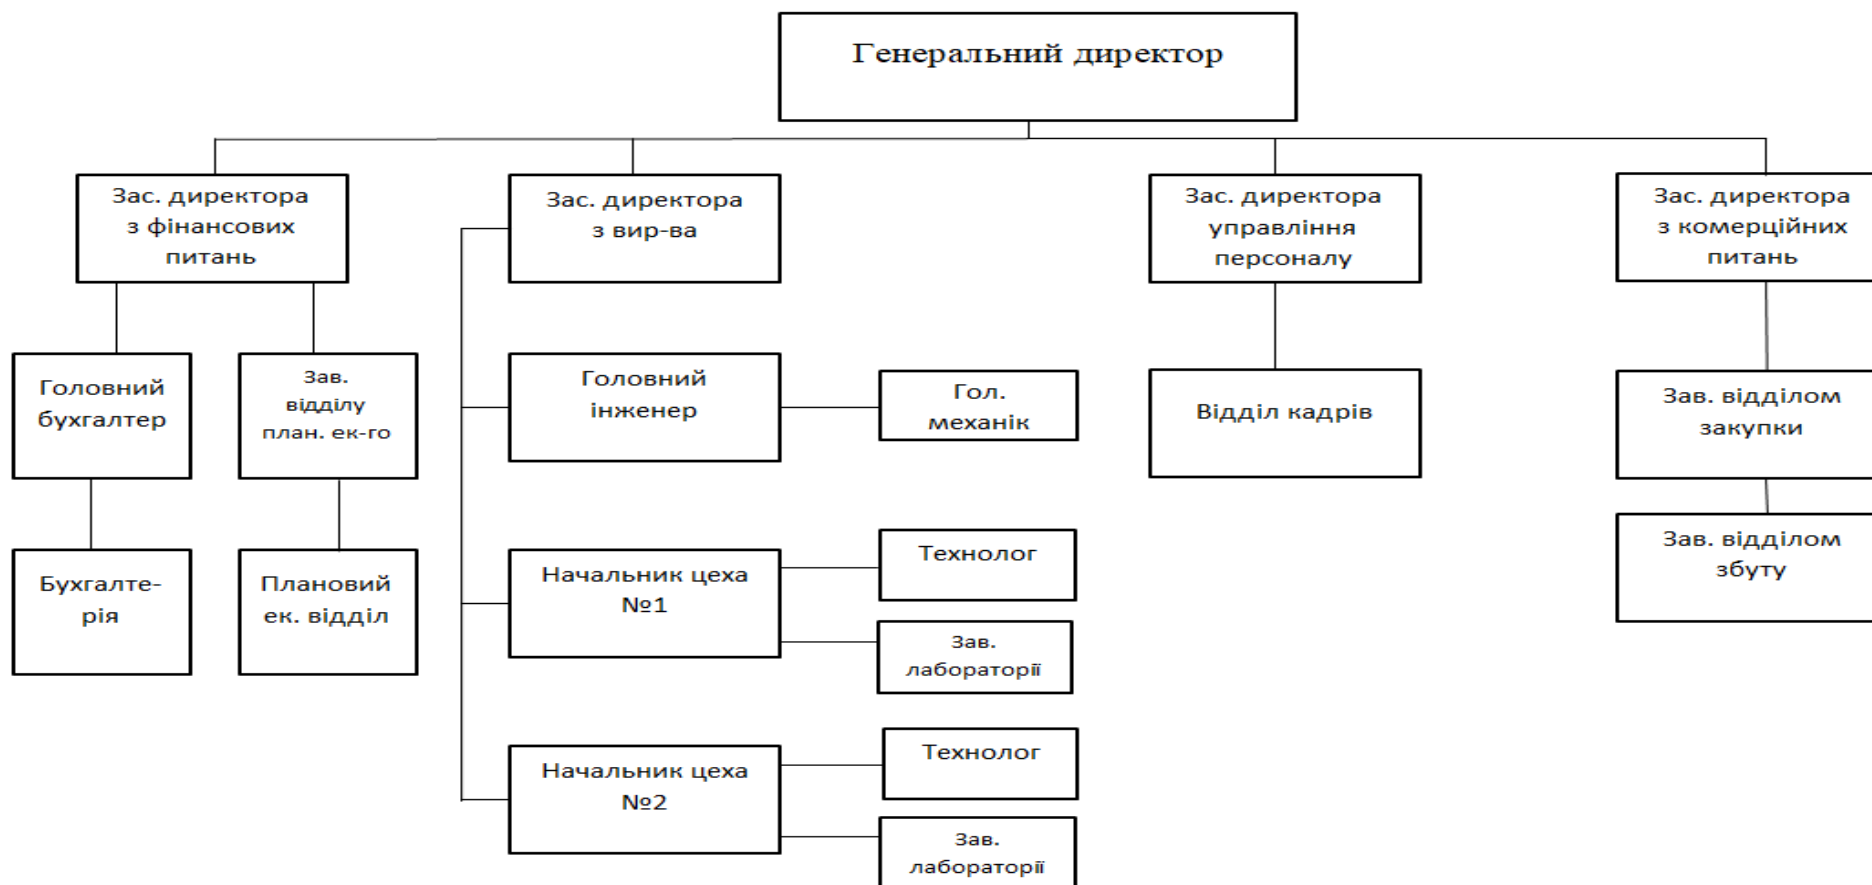 Генеральний директор
Зас. директора
з фінансових
питань
Зас. директора
з вир-ва
Зас. директора
управління
персоналу
Зас. директора
з комерційних
питань
Головний
бухгалтер
Зав.
відділу
план. ек-го
Головний
інженер
Гол.
механік
Відділ кадрів
Зав. відділом
закупки
Бухгалте-
рія
Плановий
ек. відділ
Начальник цеха
№1
Технолог
Зав.
лабораторії
Зав. відділом
збуту
Начальник цеха
№2
Технолог
Зав.
лабораторії